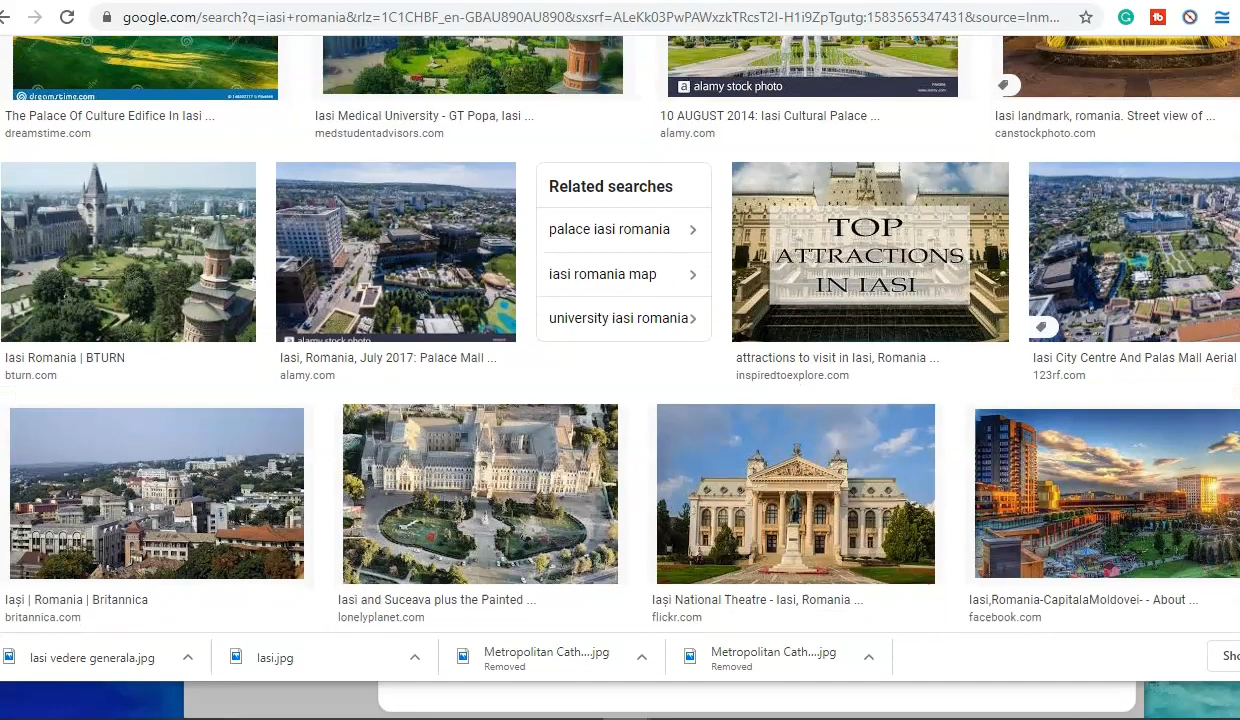 google.com/search?q=iasi+romania&rlz=1C1CHBF_en-GBAU890AU890&sxsrf=ALeKk03PwPAWxzkTRcsT2I-H1i9ZpTgutg:1583565347431&source=lnm...
dreamstime.com
a alamy stock photo
The Palace Of Culture Edifice In Iasi ...
dreamstime.com
Iasi Medical University - GT Popa, Iasi ...
medstudentadvisors.com
10 AUGUST 2014: Iasi Cultural Palace ...
alamy.com
Iasi landmark, romania. Street view of ...
canstockphoto.com
a alamy stock photo
Related searches
palace iasi romania
iasi romania map
university iasi romania
TOP
ATTRACTIONS
IN IASI
Iasi Romania | BTURN
bturn.com
Iasi, Romania, July 2017: Palace Mall ...
alamy.com
attractions to visit in Iasi, Romania ...
inspiredtoexplore.com
Iasi City Centre And Palas Mall Aerial
123rf.com
Iași | Romania | Britannica
britannica.com
Iasi and Suceava plus the Painted ...
lonelyplanet.com
Iași National Theatre - Iasi, Romania ...
flickr.com
Iasi,Romania-CapitalaMoldovei- - About ...
facebook.com
Iasi vedere generala.jpg
Iasi.jpg
Metropolitan Cath....jpg
Removed
Metropolitan Cath....jpg
Removed
Sho